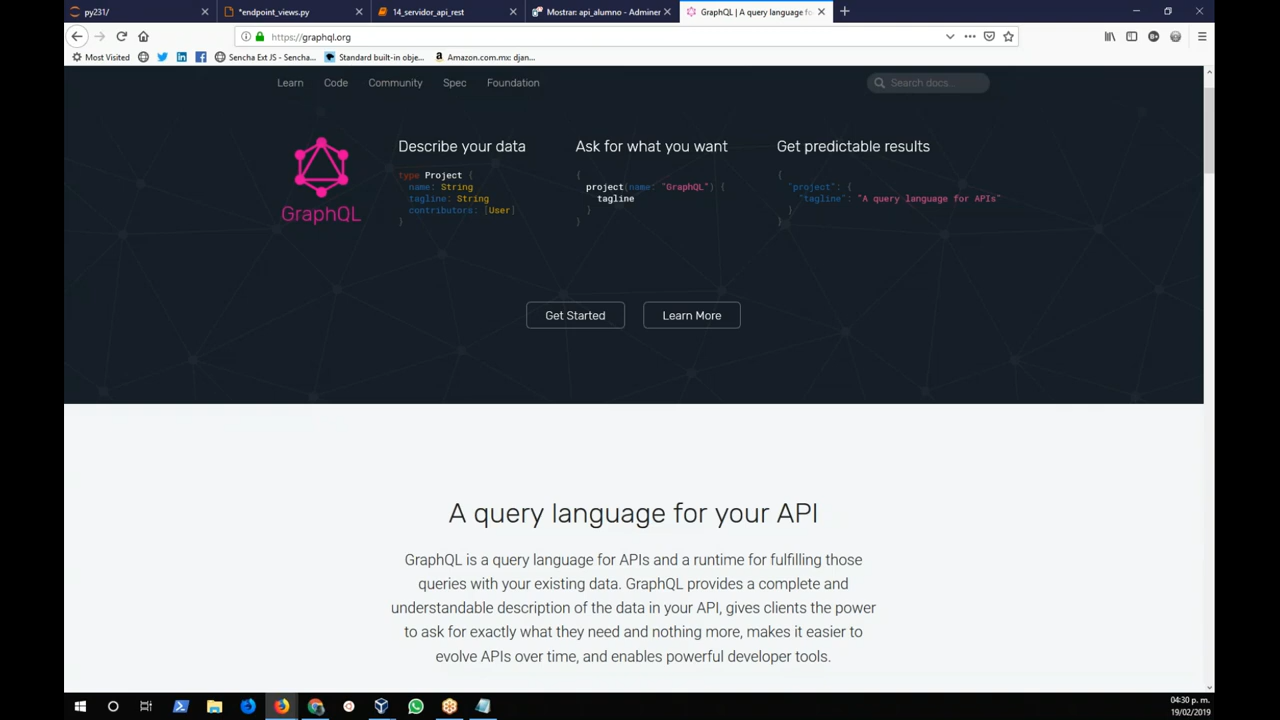 py231/
*endpoint_views.py
14_servidor_api_rest
Mostrar: api_alumno - Adminer
GraphQL | A query language fo
https://graphql.org
Most Visited
Sencha Ext JS - Sencha...
Standard built-in obje...
Amazon.com.mx: djan...
Learn
Code
Community
Spec
Foundation
Search docs...
GraphQL
Describe your data
type Project {
name: String
tagline: String
contributors: [User]
}
Ask for what you want
{
project(name: "GraphQL") {
tagline
}
}
Get predictable results
{
"project": {
"tagline": "A query language for APIs"
}
}
Get Started
Learn More
A query language for your API
GraphQL is a query language for APIs and a runtime for fulfilling those
queries with your existing data. GraphQL provides a complete and
understandable description of the data in your API, gives clients the power
to ask for exactly what they need and nothing more, makes it easier to
evolve APIs over time, and enables powerful developer tools.
04:30 p. m.
19/02/2019